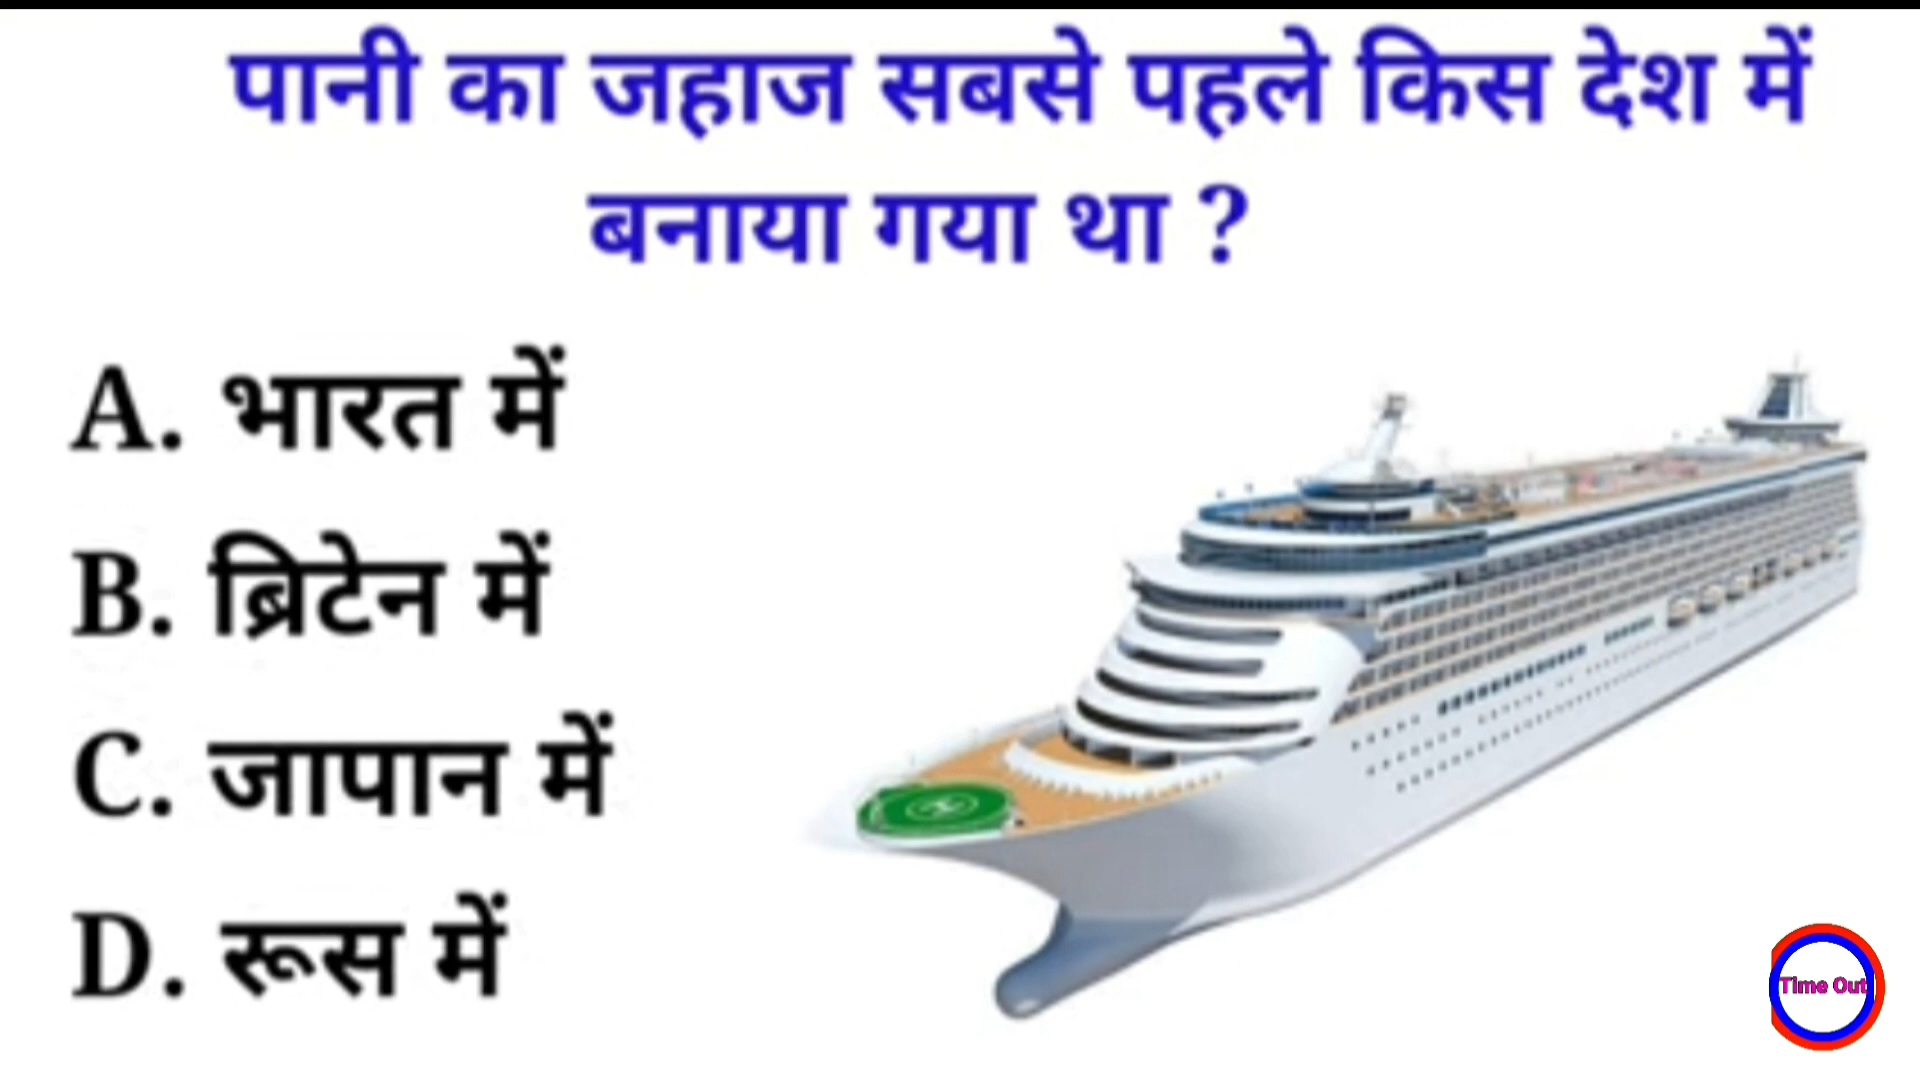 पानी का जहाज सबसे पहले किस देश में
बनाया गया था ?
A. भारत में
B. ब्रिटेन में
C. जापान में
D. रूस में
Time Out